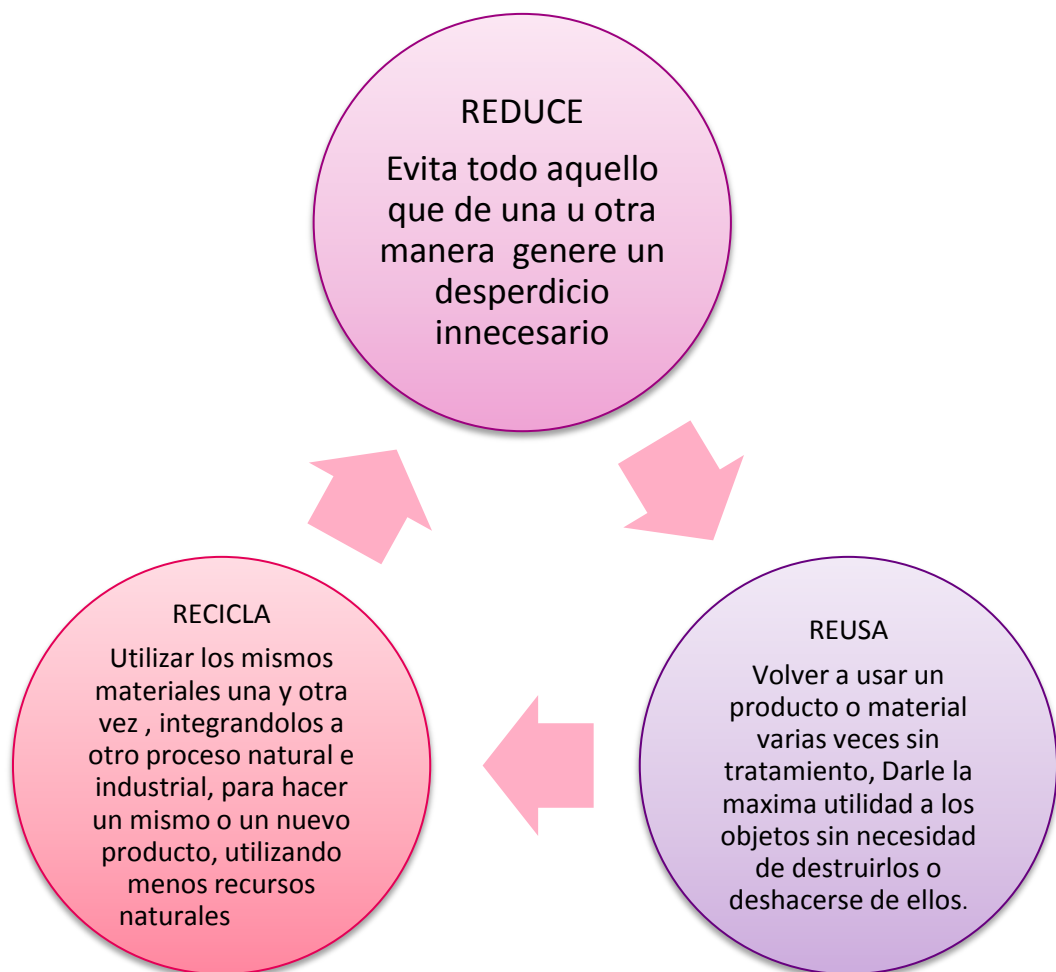 REDUCE
Evita todo aquello
que de una u otra
manera  genere un
desperdicio
innecesario
REUSA
Volver a usar un
producto o material
varias veces sin
tratamiento, Darle la
maxima utilidad a los
objetos sin necesidad
de destruirlos o
deshacerse de ellos.
RECICLA
Utilizar los mismos
materiales una y otra
vez , integrandolos a
otro proceso natural e
industrial, para hacer
un mismo o un nuevo
producto, utilizando
menos recursos
naturales